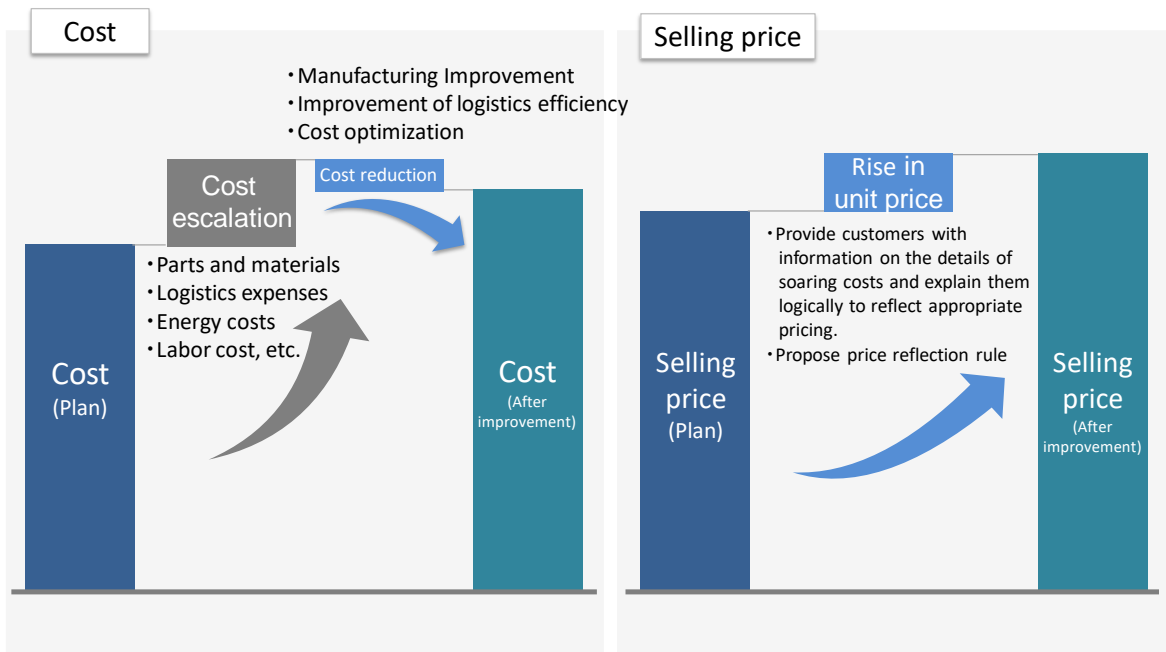 Cost
・Manufacturing Improvement
・Improvement of logistics efficiency
・Cost optimization
Cost
escalation
Cost reduction
・Parts and materials
・Logistics expenses
・Energy costs
・Labor cost, etc.
Cost
(Plan)
Cost
(After
improvement)
Selling price
Rise in
unit price
・Provide customers with
information on the details of
soaring costs and explain them
logically to reflect appropriate
pricing.
・Propose price reflection rule
Selling
price
(Plan)
Selling
price
(After
improvement)